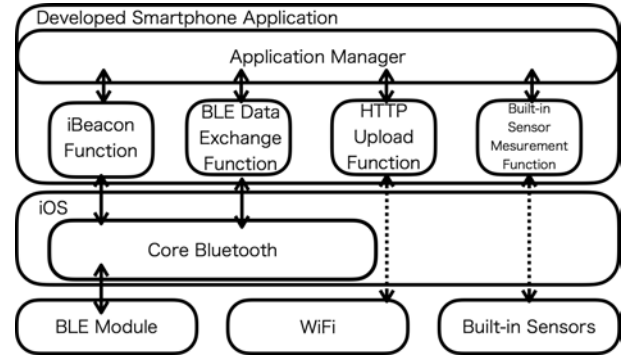 Developed Smartphone Application
Application Manager
iBeacon
Function
BLE Data
Exchange
Function
HTTP
Upload
Function
Built-in
Sensor
Mesurement
Function
iOS
Core Bluetooth
BLE Module
WiFi
Built-in Sensors